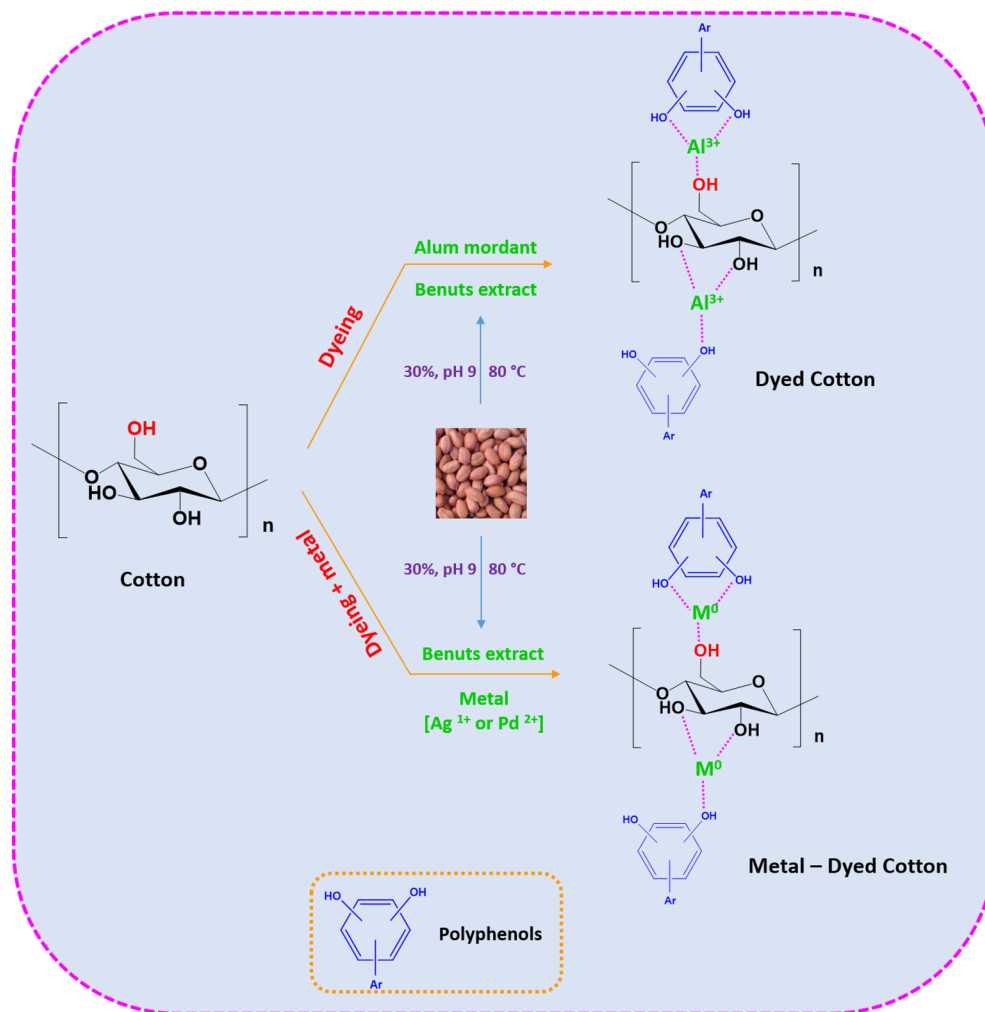 Ar
HO
OH
Al³⁺
OH
O
O
HO
OH
n
Al³⁺
HO
OH
Ar
Dyed Cotton
Alum mordant
Benuts extract
Dyeing
30%, pH 9 80 °C
OH
O
O
HO
OH
n
Cotton
30%, pH 9 80 °C
Dyeing + metal
Benuts extract
Metal
[Ag ¹⁺ or Pd ²⁺]
Ar
HO
OH
M⁰
OH
O
O
HO
OH
n
M⁰
HO
OH
Ar
Metal – Dyed Cotton
HO
OH
Ar
Polyphenols